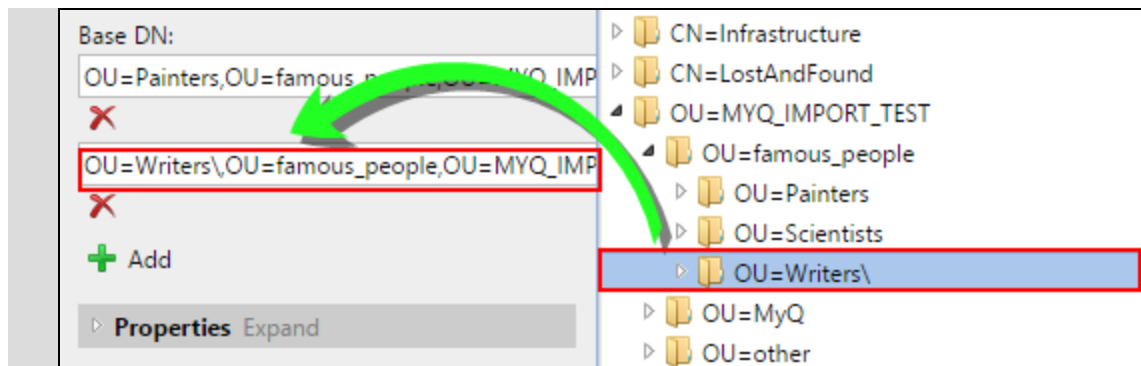 Base DN:
OU=Painters,OU=famous_people,OU=MYQ_IMP
OU=Writers\,OU=famous_people,OU=MYQ_IMP
Add
Properties Expand
CN=Infrastructure
CN=LostAndFound
OU=MYQ_IMPORT_TEST
OU=famous_people
OU=Painters
OU=Scientists
OU=Writers\
OU=MyQ
OU=other